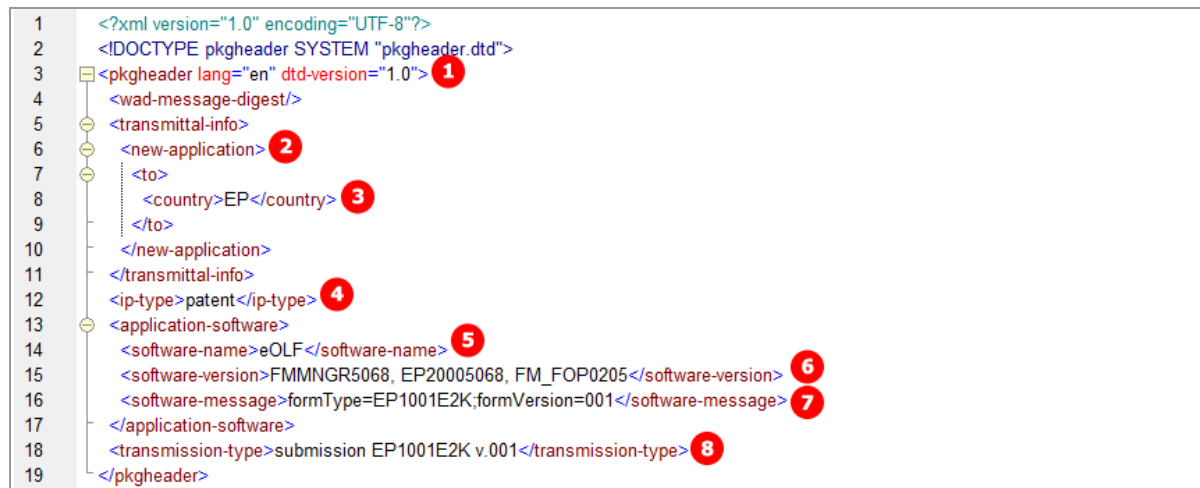 1 <?xml version="1.0" encoding="UTF-8"?>
2 <!DOCTYPE pkgheader SYSTEM "pkgheader.dtd">
3 <pkgheader lang="en" dtd-version="1.0"> 1
4 <wad-message-digest/>
5 <transmittal-info>
6 <new-application> 2
7 <to>
8 <country>EP</country> 3
9 </to>
10 </new-application>
11 </transmittal-info>
12 <ip-type>patent</ip-type> 4
13 <application-software>
14 <software-name>eOLF</software-name> 5
15 <software-version>FMMNGR5068, EP20005068, FM_FOP0205</software-version> 6
16 <software-message>formType=EP1001E2K;formVersion=001</software-message> 7
17 </application-software>
18 <transmission-type>submission EP1001E2K v.001</transmission-type> 8
19 </pkgheader>